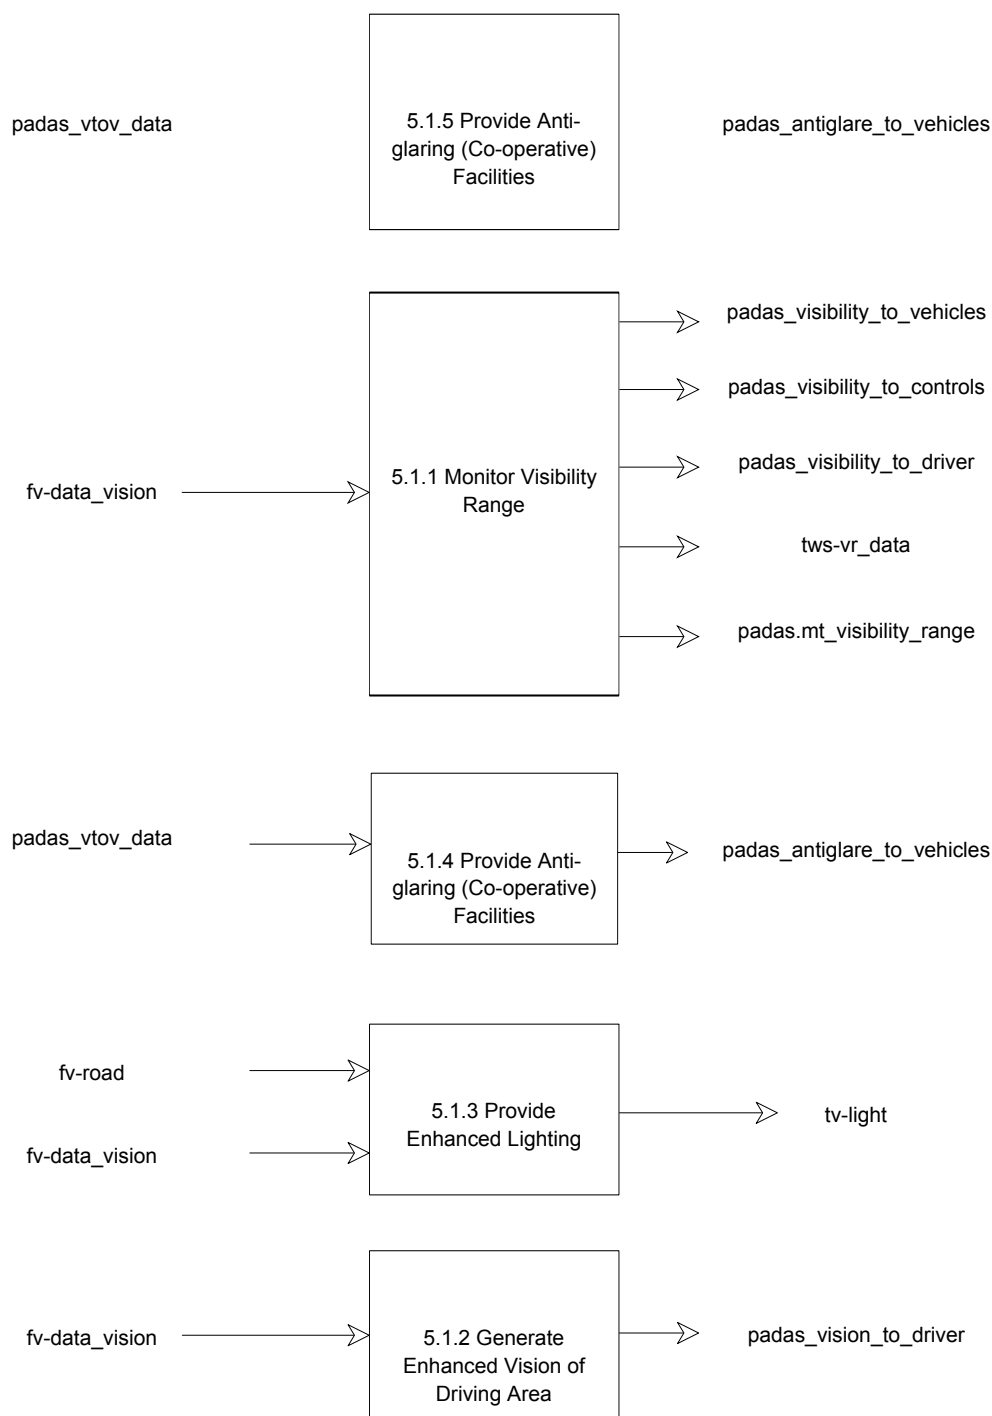 padas_vtov_data
5.1.5 Provide Anti-
glaring (Co-operative)
Facilities
padas_antiglare_to_vehicles
fv-data_vision
5.1.1 Monitor Visibility
Range
padas_visibility_to_vehicles
padas_visibility_to_controls
padas_visibility_to_driver
tws-vr_data
padas.mt_visibility_range
padas_vtov_data
5.1.4 Provide Anti-
glaring (Co-operative)
Facilities
padas_antiglare_to_vehicles
fv-road
fv-data_vision
5.1.3 Provide
Enhanced Lighting
tv-light
fv-data_vision
5.1.2 Generate
Enhanced Vision of
Driving Area
padas_vision_to_driver